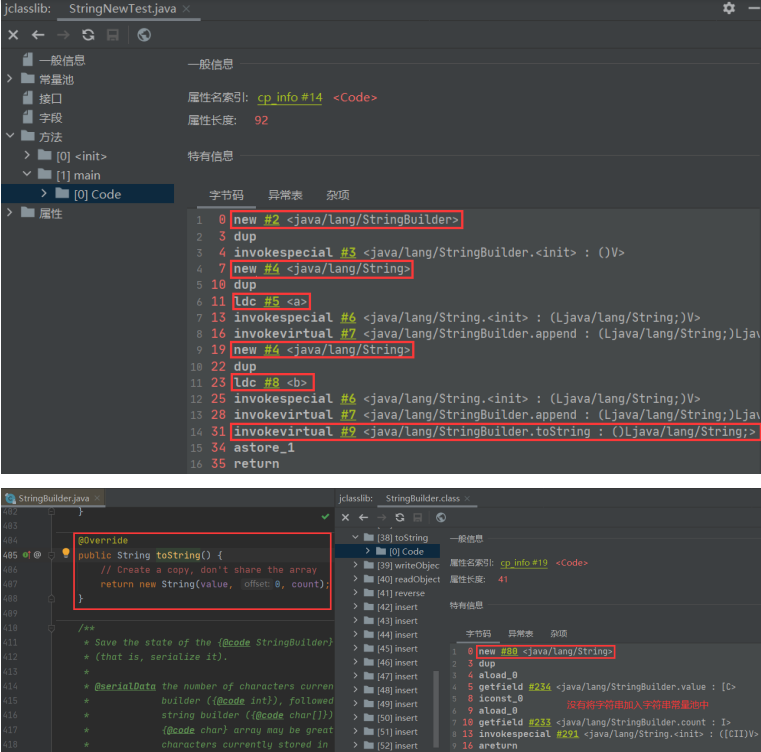 jclasslib: StringNewTest.java ×
一般信息
常量池
接口
字段
方法
[0] <init>
[1] main
[0] Code
属性
一般信息
属性名索引: cp_info #14 <Code>
属性长度: 92
特有信息
字节码 异常表 杂项
1 0 new #2 <java/lang/StringBuilder>
2 3 dup
3 4 invokespecial #3 <java/lang/StringBuilder.<init> : ()V>
4 7 new #4 <java/lang/String>
5 10 dup
6 11 ldc #5 <a>
7 13 invokespecial #6 <java/lang/String.<init> : (Ljava/lang/String;)V>
8 16 invokevirtual #7 <java/lang/StringBuilder.append : (Ljava/lang/String;)Ljav
9 19 new #4 <java/lang/String>
10 22 dup
11 23 ldc #8 <b>
12 25 invokespecial #6 <java/lang/String.<init> : (Ljava/lang/String;)V>
13 28 invokevirtual #7 <java/lang/StringBuilder.append : (Ljava/lang/String;)Ljav
14 31 invokevirtual #9 <java/lang/StringBuilder.toString : ()Ljava/lang/String;>
15 34 astore_1
16 35 return
StringBuilder.java ×
402 }
403
404 @Override
405 @ public String toString() {
406 // Create a copy, don't share the array
407 return new String(value, offset: 0, count);
408 }
409
410 /**
411 * Save the state of the {@code StringBuilder}
412 * (that is, serialize it).
413 *
414 * @serialData the number of characters curren
415 * builder ({@code int}), followed
416 * string builder ({@code char[]})
417 * {@code char} array may be great
418 * characters currently stored in
jclasslib: StringBuilder.class ×
[38] toString
[0] Code
[39] writeObjec
[40] readObject
[41] reverse
[42] insert
[43] insert
[44] insert
[45] insert
[46] insert
[47] insert
[48] insert
[49] insert
[50] insert
[51] insert
[52] insert
一般信息
属性名索引: cp_info #19 <Code>
属性长度: 41
特有信息
字节码 异常表 杂项
1 0 new #80 <java/lang/String>
2 3 dup
3 4 aload_0
4 5 getfield #234 <java/lang/StringBuilder.value : [C>
5 8 iconst_0
没有将字符串加入字符串常量池中
6 9 aload_0
7 10 getfield #233 <java/lang/StringBuilder.count : I>
8 13 invokespecial #291 <java/lang/String.<init> : ([CII)V>
9 16 areturn